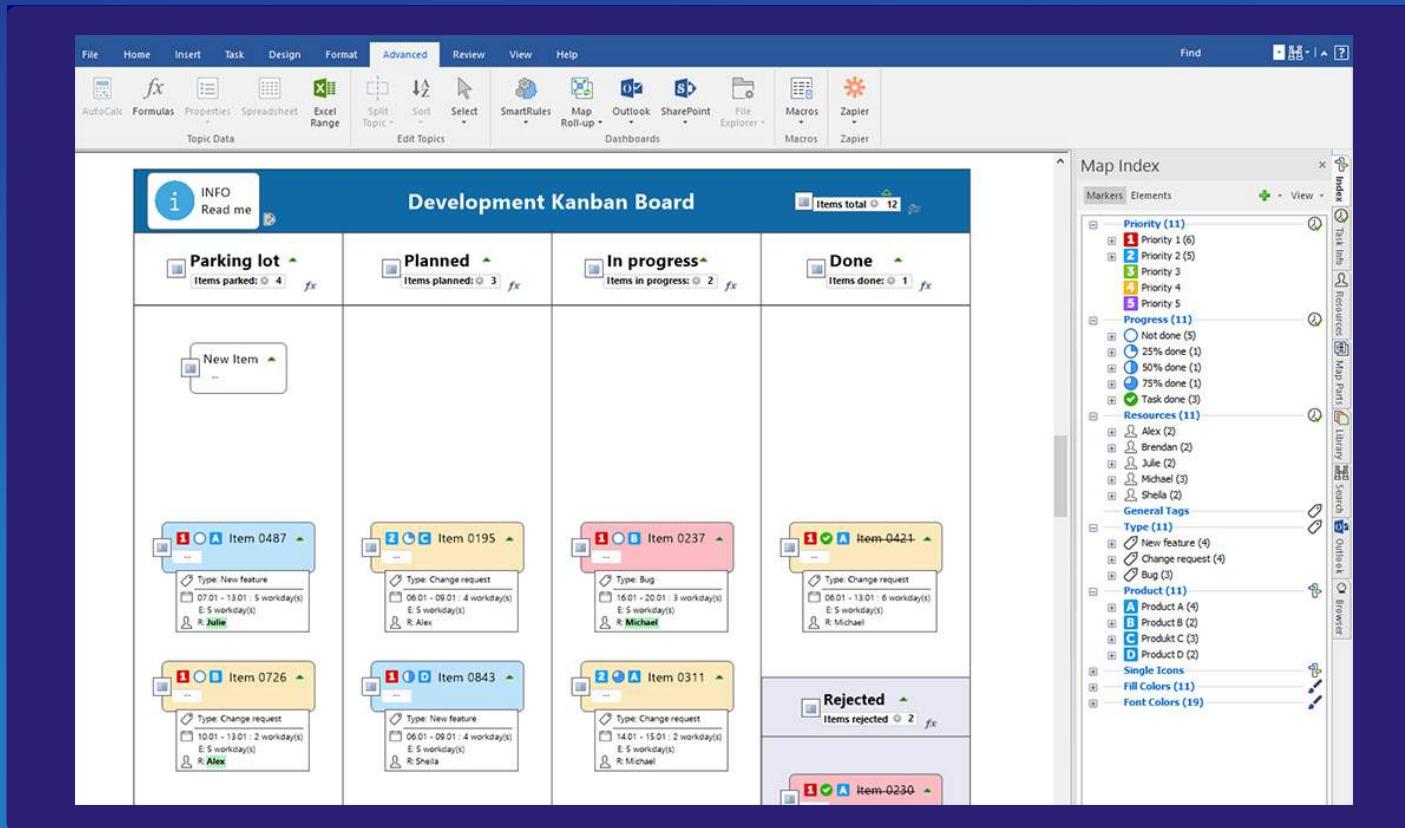 File Home Insert Task Design Format Advanced Review View Help Find
AutoCalc Formulas Properties Spreadsheet Excel Range Split Topic Sort Select SmartRules Map Roll-up Outlook SharePoint File Explorer Macros Zapier
Topic Data Edit Topics Dashboards Macros Zapier
INFO
Read me
Development Kanban Board
Items total 12
Parking lot
Items parked: 4
Planned
Items planned: 3
In progress
Items in progress: 2
Done
Items done: 1
New Item
--
1 A Item 0487
--
Type: New feature
07.01 - 13.01 : 5 workday(s)
E: 5 workday(s)
R: Julie
2 C Item 0195
--
Type: Change request
06.01 - 09.01 : 4 workday(s)
E: 5 workday(s)
R: Alex
1 B Item 0237
--
Type: Bug
16.01 - 20.01 : 3 workday(s)
E: 5 workday(s)
R: Michael
1 A Item 0421
--
Type: Change request
06.01 - 13.01 : 6 workday(s)
E: 5 workday(s)
R: Michael
1 B Item 0726
--
Type: Change request
10.01 - 13.01 : 2 workday(s)
E: 5 workday(s)
R: Alex
1 D Item 0843
--
Type: New feature
06.01 - 09.01 : 4 workday(s)
E: 5 workday(s)
R: Sheila
2 A Item 0311
--
Type: Change request
14.01 - 15.01 : 2 workday(s)
E: 5 workday(s)
R: Michael
Rejected
Items rejected 2
1 A Item 0230
Map Index
Markers Elements View
Priority (11)
1 Priority 1 (6)
2 Priority 2 (5)
3 Priority 3
4 Priority 4
5 Priority 5
Progress (11)
Not done (5)
25% done (1)
50% done (1)
75% done (1)
Task done (3)
Resources (11)
Alex (2)
Brendan (2)
Julie (2)
Michael (3)
Sheila (2)
General Tags
Type (11)
New feature (4)
Change request (4)
Bug (3)
Product (11)
A Product A (4)
B Product B (2)
C Produkt C (3)
D Product D (2)
Single Icons
Fill Colors (11)
Font Colors (19)
Index
Task Info
Resources
Map Parts
Library
Search
Outlook
Browser